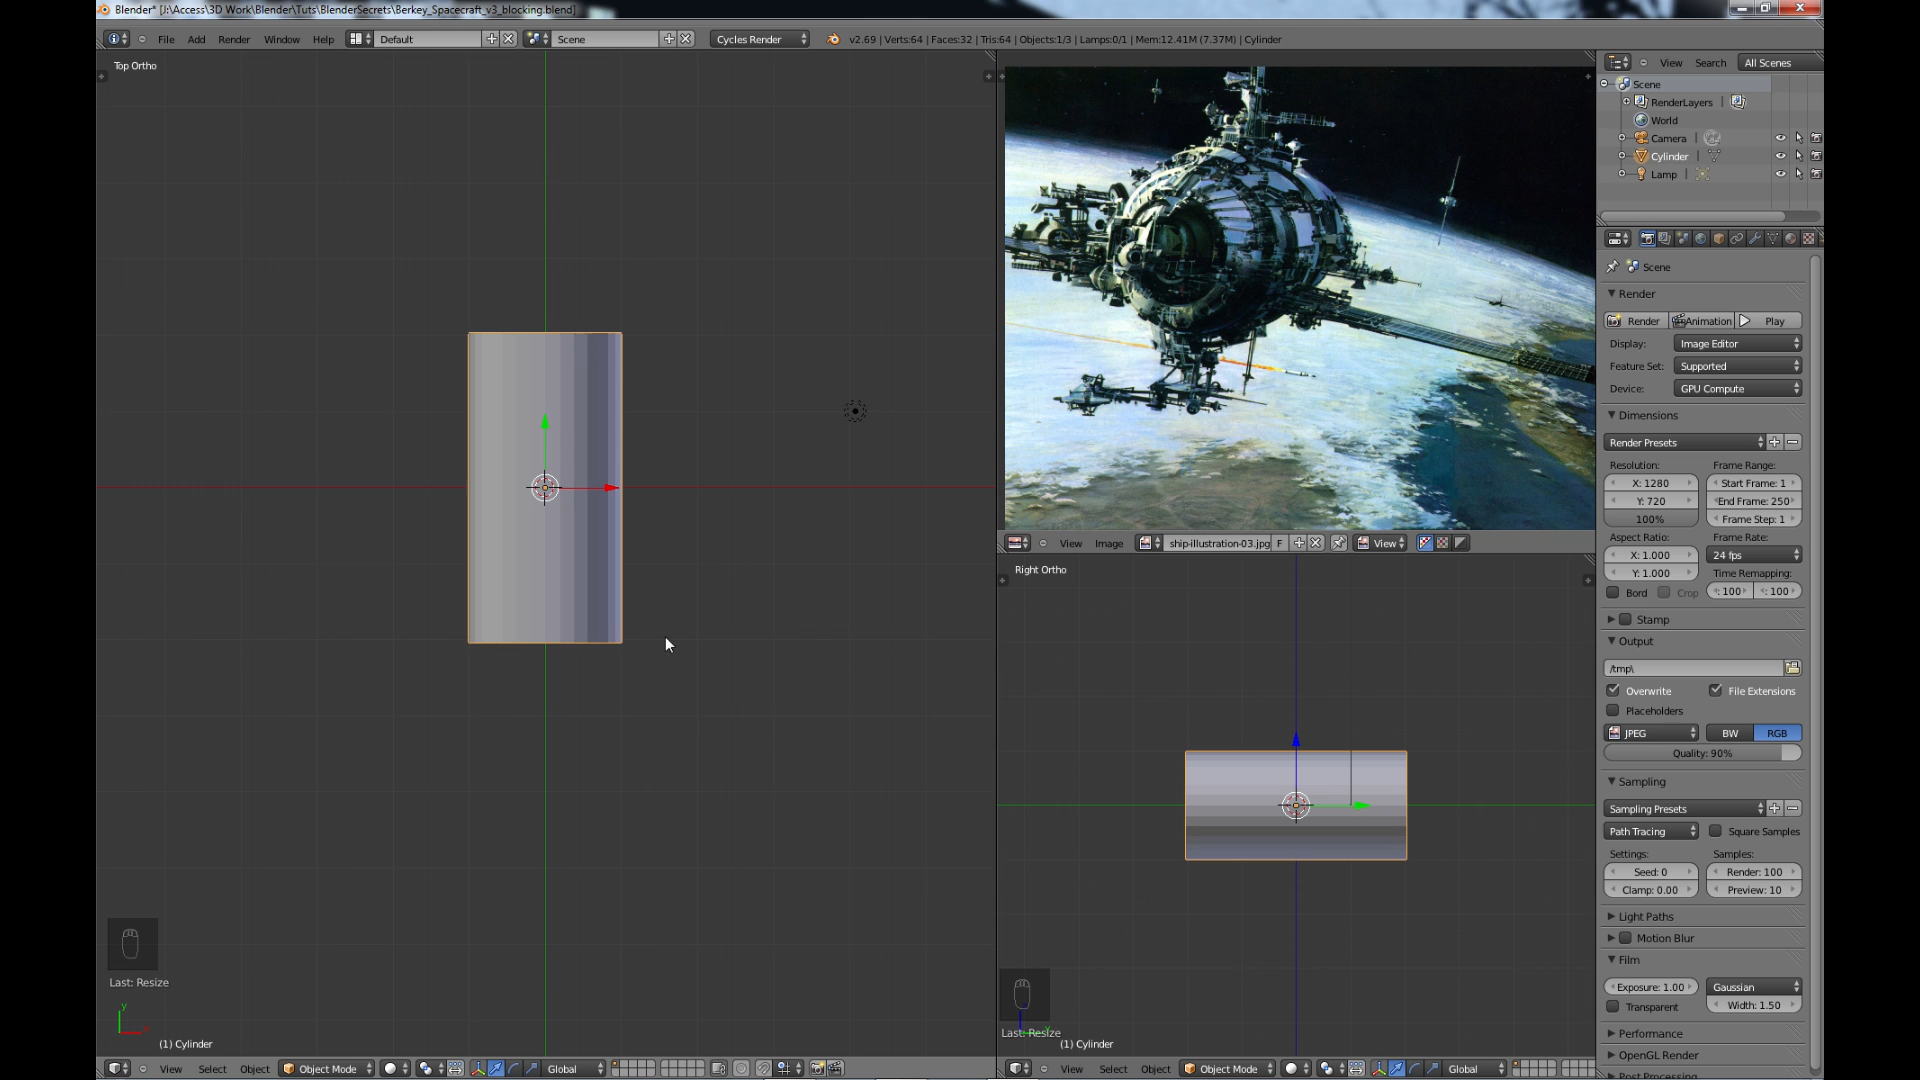 Blender* [J:\Access\3D Work\Blender\Tuts\BlenderSecrets\Berkey_Spacecraft_v3_blocking.blend]
File Add Render Window Help Default Scene Cycles Render v2.69 | Verts:64 | Faces:32 | Tris:64 | Objects:1/3 | Lamps:0/1 | Mem:12.41M (7.37M) | Cylinder
View Search All Scenes
Top Ortho
Scene
RenderLayers
World
Camera
Cylinder
Lamp
Scene
Render
Render Animation Play
Display: Image Editor
Feature Set: Supported
Device: GPU Compute
Dimensions
Render Presets
Resolution: Frame Range:
X: 1280 Start Frame: 1
Y: 720 End Frame: 250
100% Frame Step: 1
Aspect Ratio: Frame Rate:
X: 1.000 24 fps
Y: 1.000 Time Remapping:
Bord Crop : 100 : 100
Stamp
Output
/tmp\
Overwrite File Extensions
Placeholders
JPEG BW RGB
Quality: 90%
Sampling
Sampling Presets
Path Tracing Square Samples
Settings: Samples:
Seed: 0 Render: 100
Clamp: 0.00 Preview: 10
Light Paths
Motion Blur
Film
Exposure: 1.00 Gaussian
Transparent Width: 1.50
Performance
OpenGL Render
Post Processing
View Image ship-illustration-03.jpg F View
Right Ortho
Last: Resize
y
(1) Cylinder
View Select Object Object Mode Global
Last: Resize
(1) Cylinder
View Select Object Object Mode Global